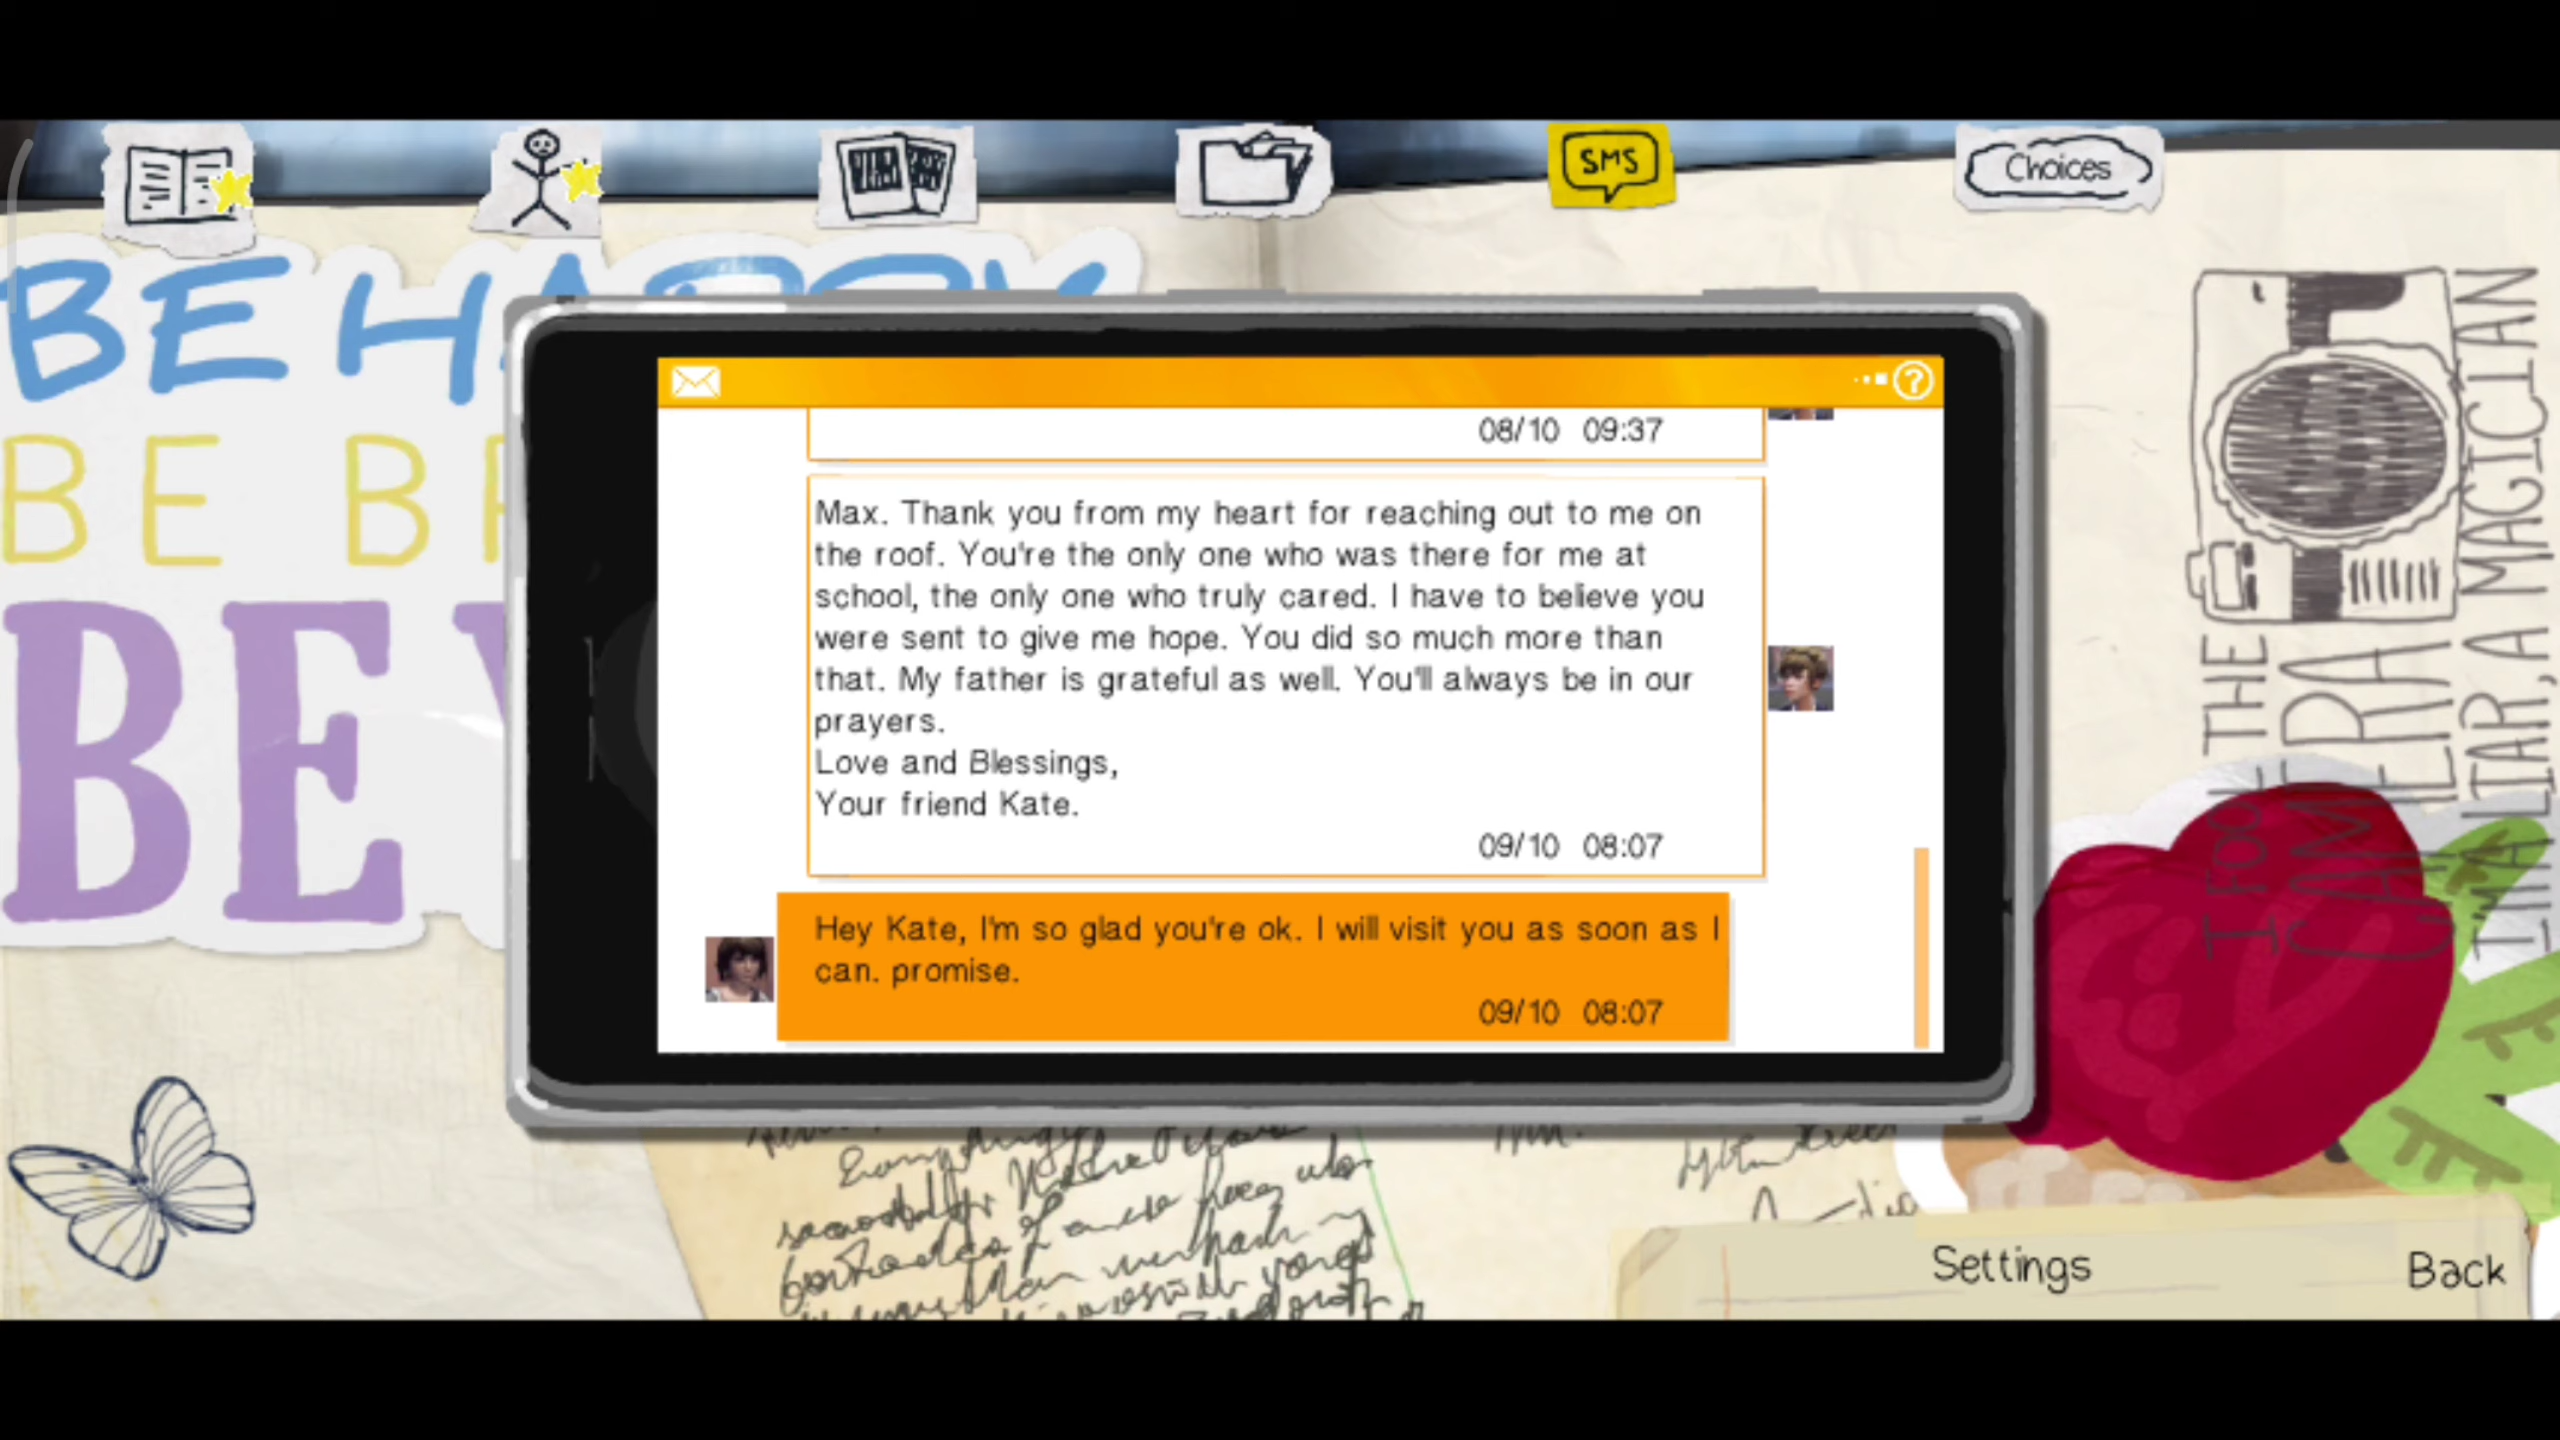 SMS
Choices
BE HAPPY
BE
BE
08/10 09:37
Max. Thank you from my heart for reaching out to me on
the roof. You're the only one who was there for me at
school, the only one who truly cared. I have to believe you
were sent to give me hope. You did so much more than
that. My father is grateful as well. You'll always be in our
prayers.
Love and Blessings,
Your friend Kate.
09/10 08:07
Hey Kate, I'm so glad you're ok. I will visit you as soon as I
can. promise.
09/10 08:07
I FOOL THE
CAMERA
I'M A LIAR, A MAGICIAN
Settings
Back